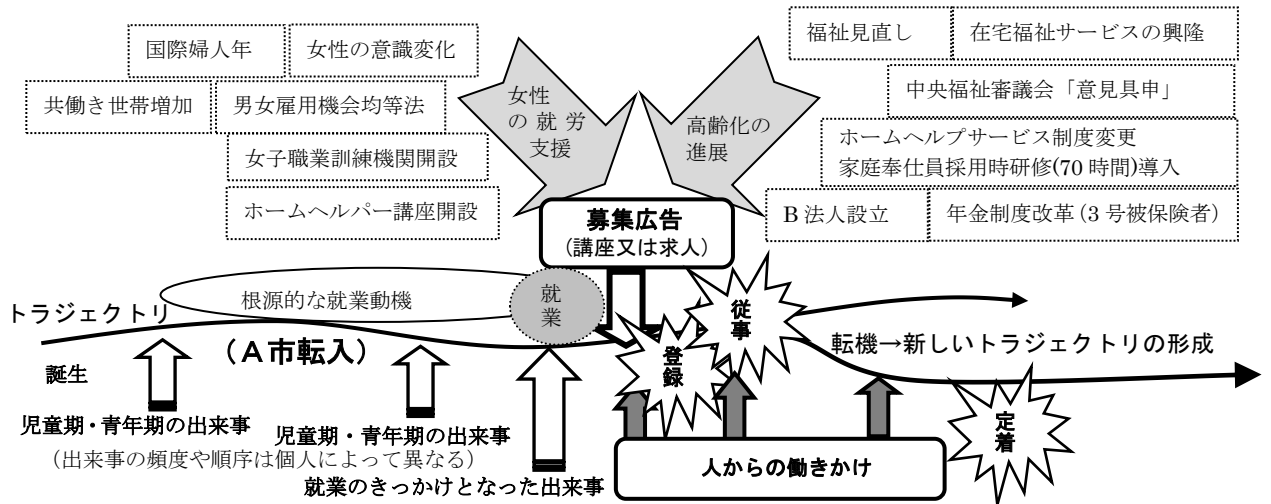 国際婦人年
女性の意識変化
共働き世帯増加
男女雇用機会均等法
女子職業訓練機関開設
ホームヘルパー講座開設
女性
の就労
支援
高齢化の
進展
福祉見直し
在宅福祉サービスの興隆
中央福祉審議会「意見具申」
ホームヘルプサービス制度変更
家庭奉仕員採用時研修(70時間)導入
B法人設立
年金制度改革(3号被保険者)
募集広告
(講座又は求人)
トラジェクトリ
根源的な就業動機
就業
登録
従事
転機→新しいトラジェクトリの形成
(A市転入)
誕生
定着
児童期・青年期の出来事
児童期・青年期の出来事
(出来事の頻度や順序は個人によって異なる)
就業のきっかけとなった出来事
人からの働きかけ